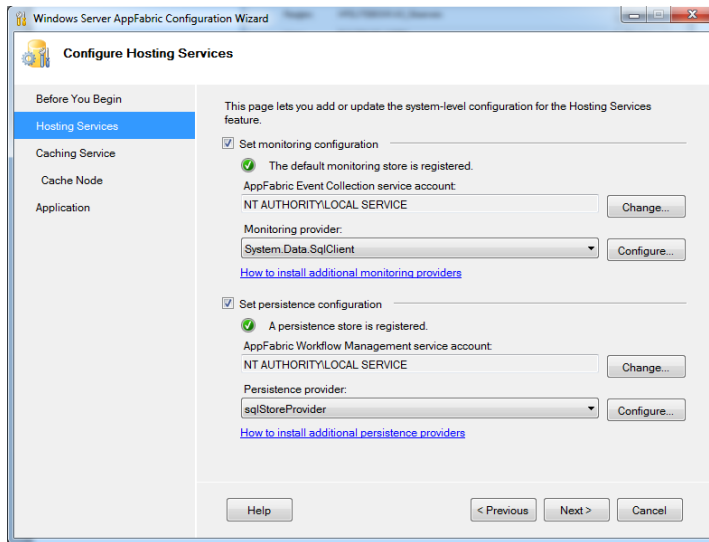 Windows Server AppFabric Configuration Wizard
Configure Hosting Services
Before You Begin
Hosting Services
Caching Service
Cache Node
Application
This page lets you add or update the system-level configuration for the Hosting Services
feature.
Set monitoring configuration
The default monitoring store is registered.
AppFabric Event Collection service account:
NT AUTHORITY\LOCAL SERVICE
Change...
Monitoring provider:
System.Data.SqlClient
Configure...
How to install additional monitoring providers
Set persistence configuration
A persistence store is registered.
AppFabric Workflow Management service account:
NT AUTHORITY\LOCAL SERVICE
Change...
Persistence provider:
sqlStoreProvider
Configure...
How to install additional persistence providers
Help
< Previous
Next >
Cancel